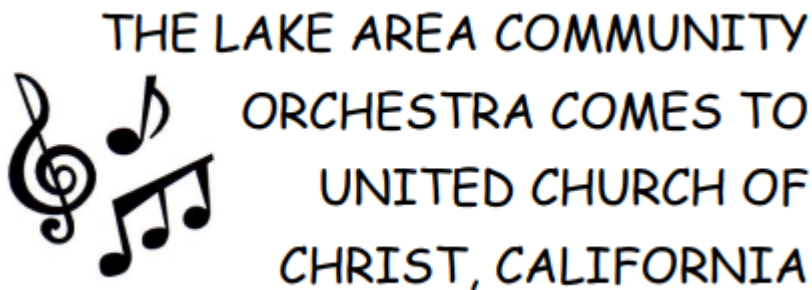 THE LAKE AREA COMMUNITY
ORCHESTRA COMES TO
UNITED CHURCH OF
CHRIST, CALIFORNIA